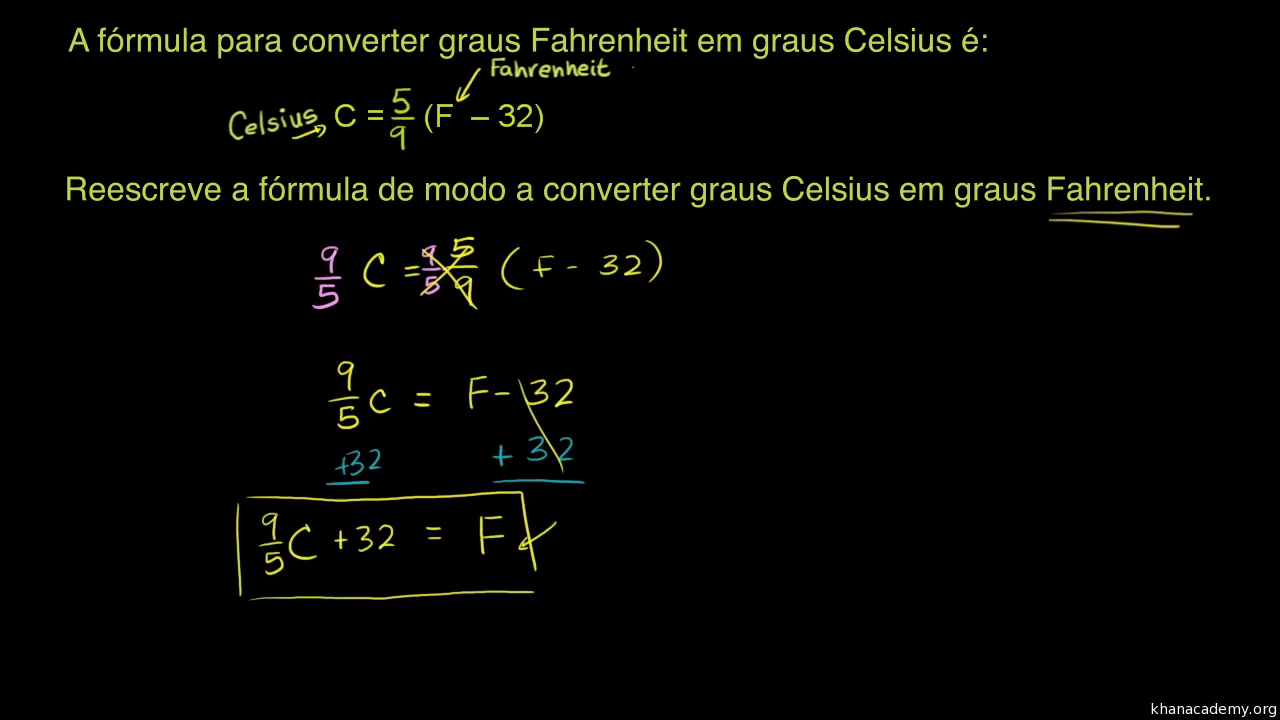 A fórmula para converter graus Fahrenheit em graus Celsius é:
Fahrenheit
Celsius C = 5/9 (F – 32)
Reescreve a fórmula de modo a converter graus Celsius em graus Fahrenheit.
9/5 C = 9/5 5/9 (F - 32)
9/5 C = F - 32
+32 + 32
9/5 C + 32 = F
khanacademy.org